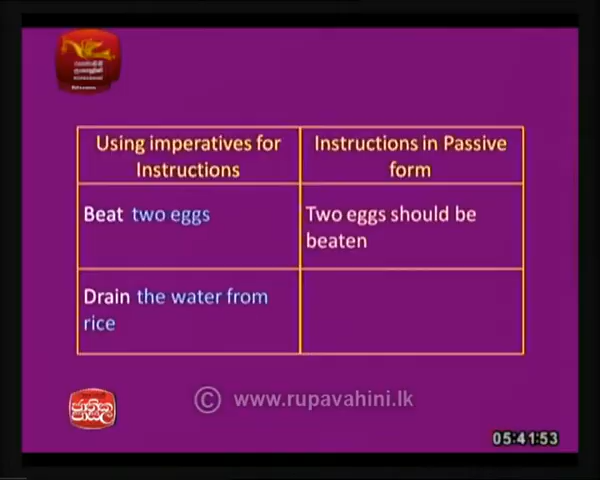 Using imperatives for
Instructions
Instructions in Passive
form
Beat two eggs
Two eggs should be
beaten
Drain the water from
rice
ජාතික
පාසල
© www.rupavahini.lk
05:41:53